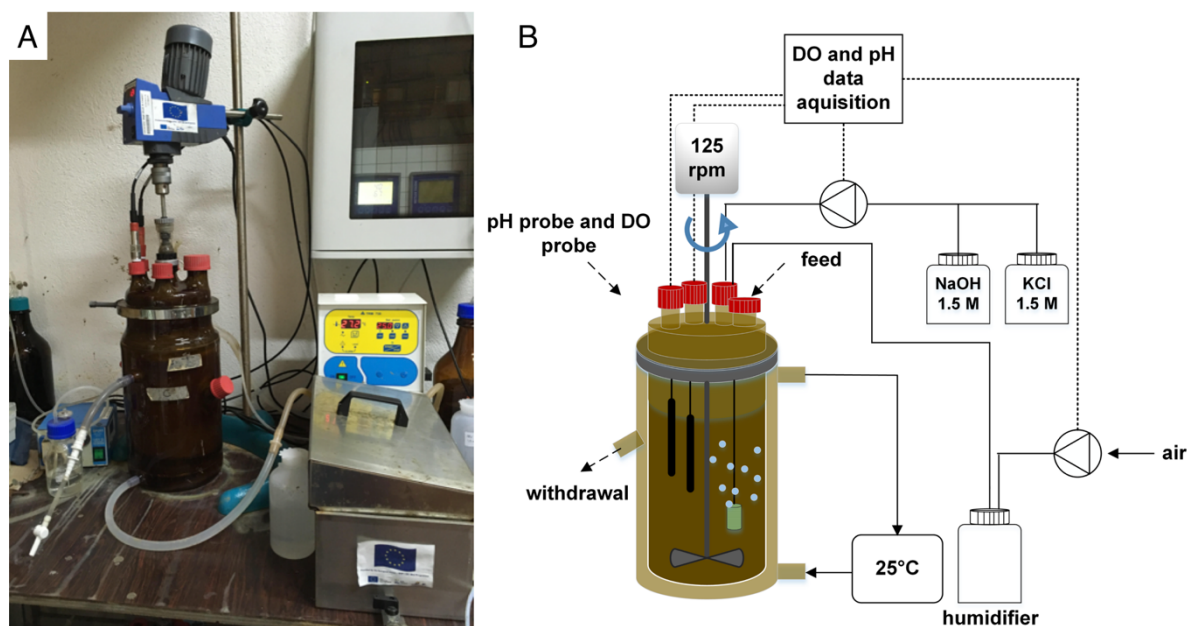 A
B
DO and pH
data
aquisition
125
rpm
pH probe and DO
probe
feed
NaOH
1.5 M
KCl
1.5 M
air
withdrawal
25°C
humidifier